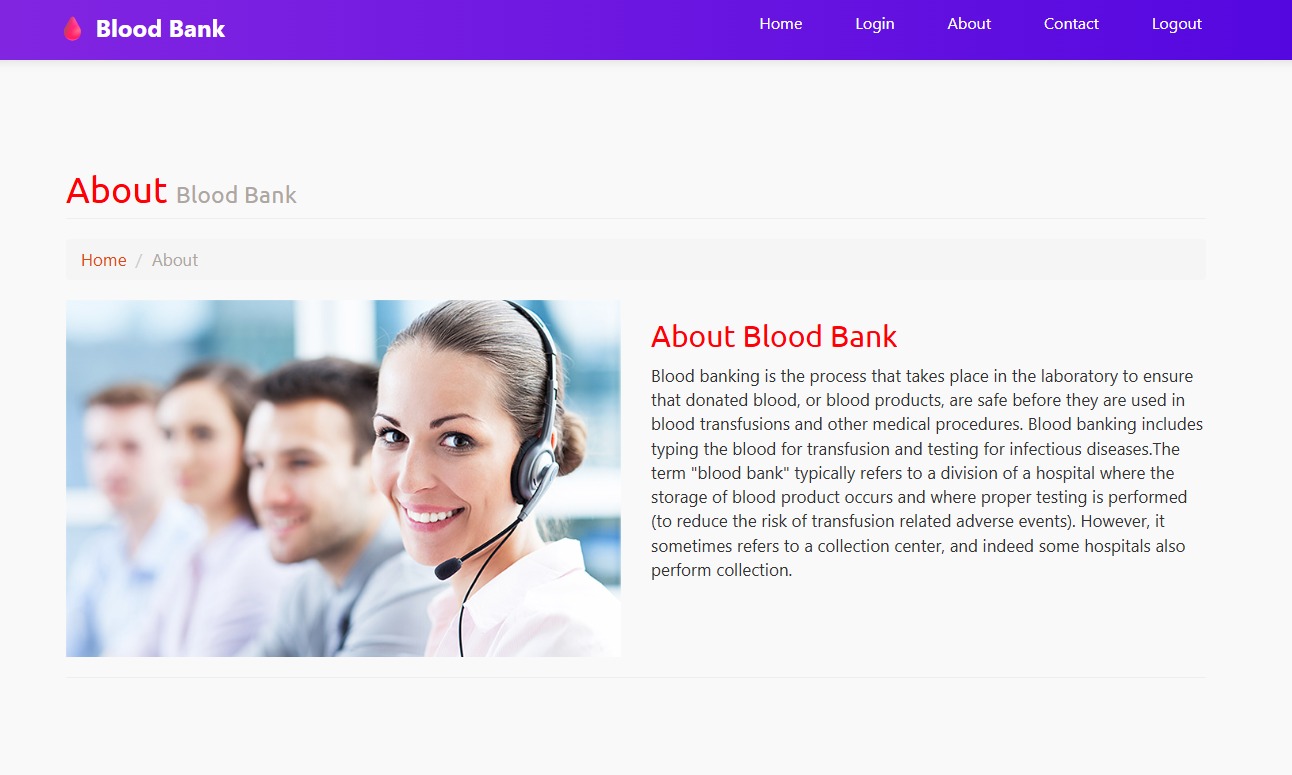 Blood Bank
Home Login About Contact Logout
About Blood Bank
Home / About
About Blood Bank
Blood banking is the process that takes place in the laboratory to ensure
that donated blood, or blood products, are safe before they are used in
blood transfusions and other medical procedures. Blood banking includes
typing the blood for transfusion and testing for infectious diseases.The
term "blood bank" typically refers to a division of a hospital where the
storage of blood product occurs and where proper testing is performed
(to reduce the risk of transfusion related adverse events). However, it
sometimes refers to a collection center, and indeed some hospitals also
perform collection.